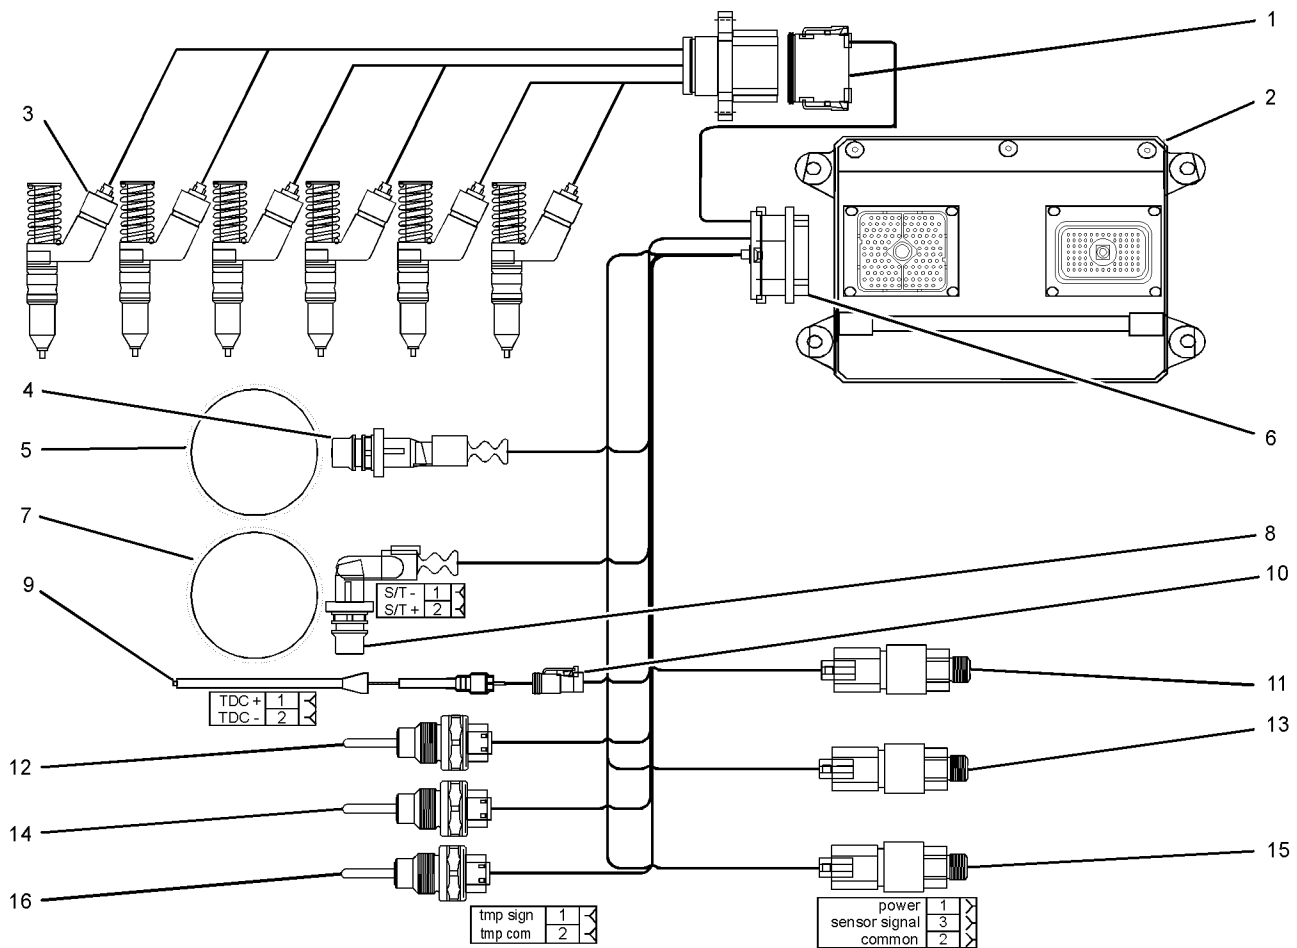 1
2
3
4
5
6
7
8
S/T - 1
S/T + 2
9
10
TDC + 1
TDC - 2
11
12
13
14
15
16
tmp sign 1
tmp com 2
power 1
sensor signal 3
common 2